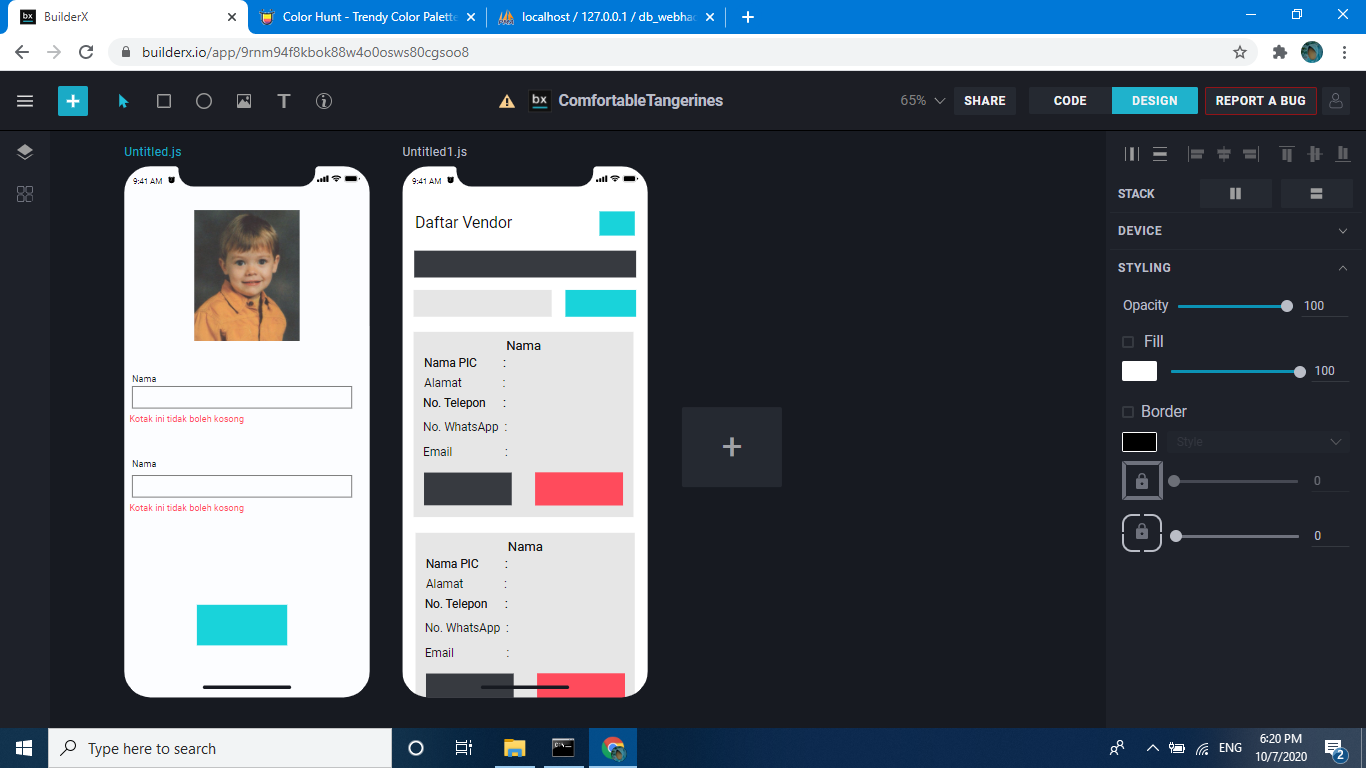 BuilderX
Color Hunt - Trendy Color Palette
localhost / 127.0.0.1 / db_webhac
builderx.io/app/9rnm94f8kbok88w4o0osws80cgsoo8
bx ComfortableTangerines
65%
SHARE
CODE
DESIGN
REPORT A BUG
Untitled.js
9:41 AM
Nama
Kotak ini tidak boleh kosong
Nama
Kotak ini tidak boleh kosong
Untitled1.js
9:41 AM
Daftar Vendor
Nama
Nama PIC :
Alamat :
No. Telepon :
No. WhatsApp :
Email :
Nama
Nama PIC :
Alamat :
No. Telepon :
No. WhatsApp :
Email :
STACK
DEVICE
STYLING
Opacity 100
Fill
100
Border
Style
0
0
Type here to search
ENG
6:20 PM
10/7/2020
2